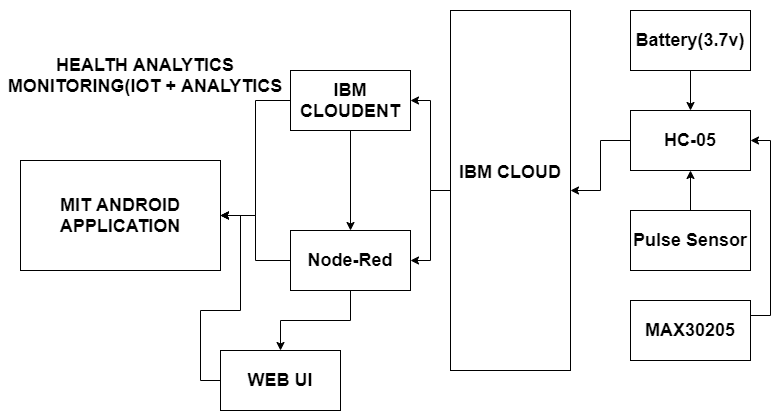 HEALTH ANALYTICS
MONITORING(IOT + ANALYTICS
IBM
CLOUDENT
MIT ANDROID
APPLICATION
Node-Red
WEB UI
IBM CLOUD
Battery(3.7v)
HC-05
Pulse Sensor
MAX30205